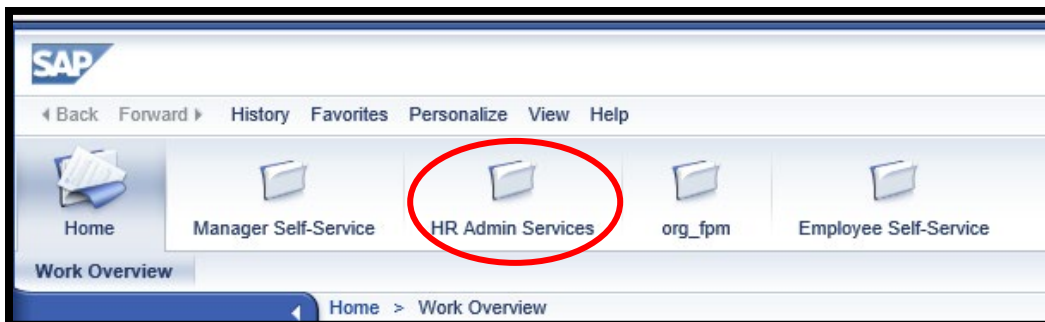 SAP
Back Forward History Favorites Personalize View Help
Home Manager Self-Service HR Admin Services org_fpm Employee Self-Service
Work Overview
Home > Work Overview